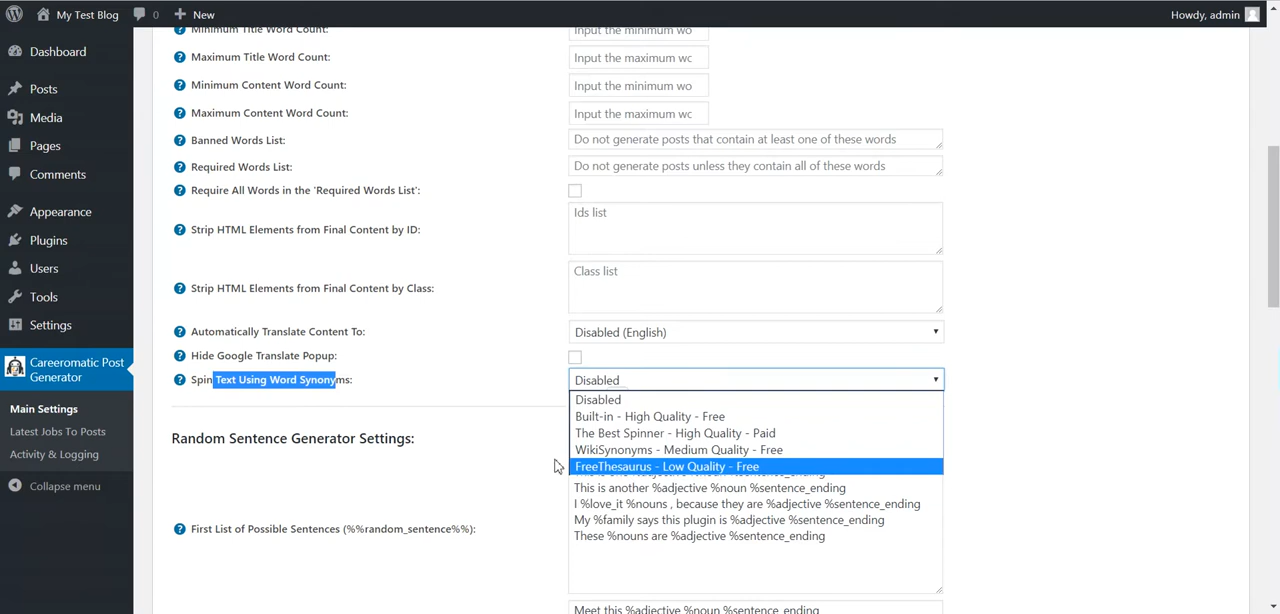 My Test Blog 0 New Howdy, admin
Dashboard
Posts
Media
Pages
Comments
Appearance
Plugins
Users
Tools
Settings
Careeromatic Post
Generator
Main Settings
Latest Jobs To Posts
Activity & Logging
Collapse menu
Minimum Title Word Count: Input the minimum wo
Maximum Title Word Count: Input the maximum wc
Minimum Content Word Count: Input the minimum wo
Maximum Content Word Count: Input the maximum wc
Banned Words List: Do not generate posts that contain at least one of these words
Required Words List: Do not generate posts unless they contain all of these words
Require All Words in the 'Required Words List':
Strip HTML Elements from Final Content by ID: Ids list
Strip HTML Elements from Final Content by Class: Class list
Automatically Translate Content To: Disabled (English)
Hide Google Translate Popup:
Spin Text Using Word Synonyms: Disabled
Disabled
Built-in - High Quality - Free
The Best Spinner - High Quality - Paid
WikiSynonyms - Medium Quality - Free
FreeThesaurus - Low Quality - Free
Random Sentence Generator Settings:
First List of Possible Sentences (%%random_sentence%%):
This is another %adjective %noun %sentence_ending
I %love_it %nouns , because they are %adjective %sentence_ending
My %family says this plugin is %adjective %sentence_ending
These %nouns are %adjective %sentence_ending
Meet this %adjective %noun %sentence_ending